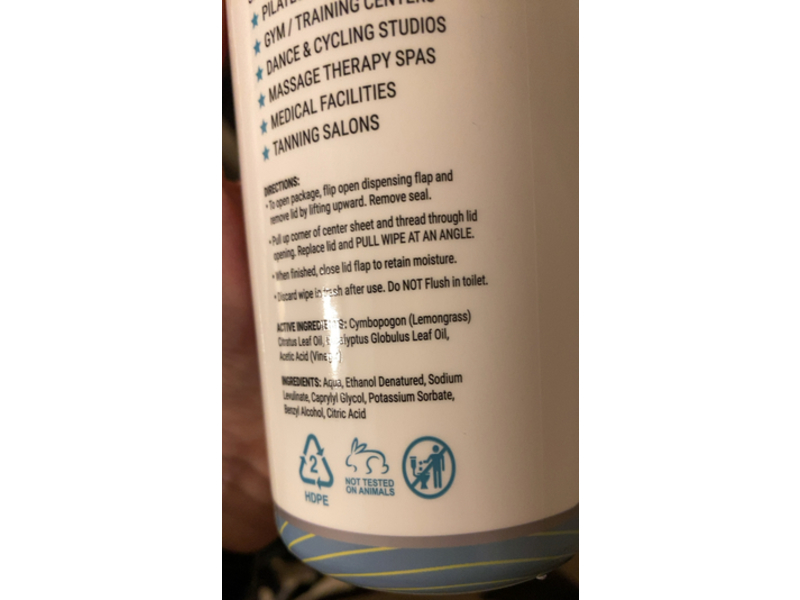 ★ PILATE
★ GYM / TRAINING CENTERS
★ DANCE & CYCLING STUDIOS
★ MASSAGE THERAPY SPAS
★ MEDICAL FACILITIES
★ TANNING SALONS
DIRECTIONS:
• To open package, flip open dispensing flap and
remove lid by lifting upward. Remove seal.
• Pull up corner of center sheet and thread through lid
opening. Replace lid and PULL WIPE AT AN ANGLE.
• When finished, close lid flap to retain moisture.
• Discard wipe in trash after use. Do NOT Flush in toilet.
ACTIVE INGREDIENTS: Cymbopogon (Lemongrass)
Citratus Leaf Oil, Eucalyptus Globulus Leaf Oil,
Acetic Acid (Vinegar)
INGREDIENTS: Aqua, Ethanol Denatured, Sodium
Levulinate, Caprylyl Glycol, Potassium Sorbate,
Benzyl Alcohol, Citric Acid
2
HDPE
NOT TESTED
ON ANIMALS